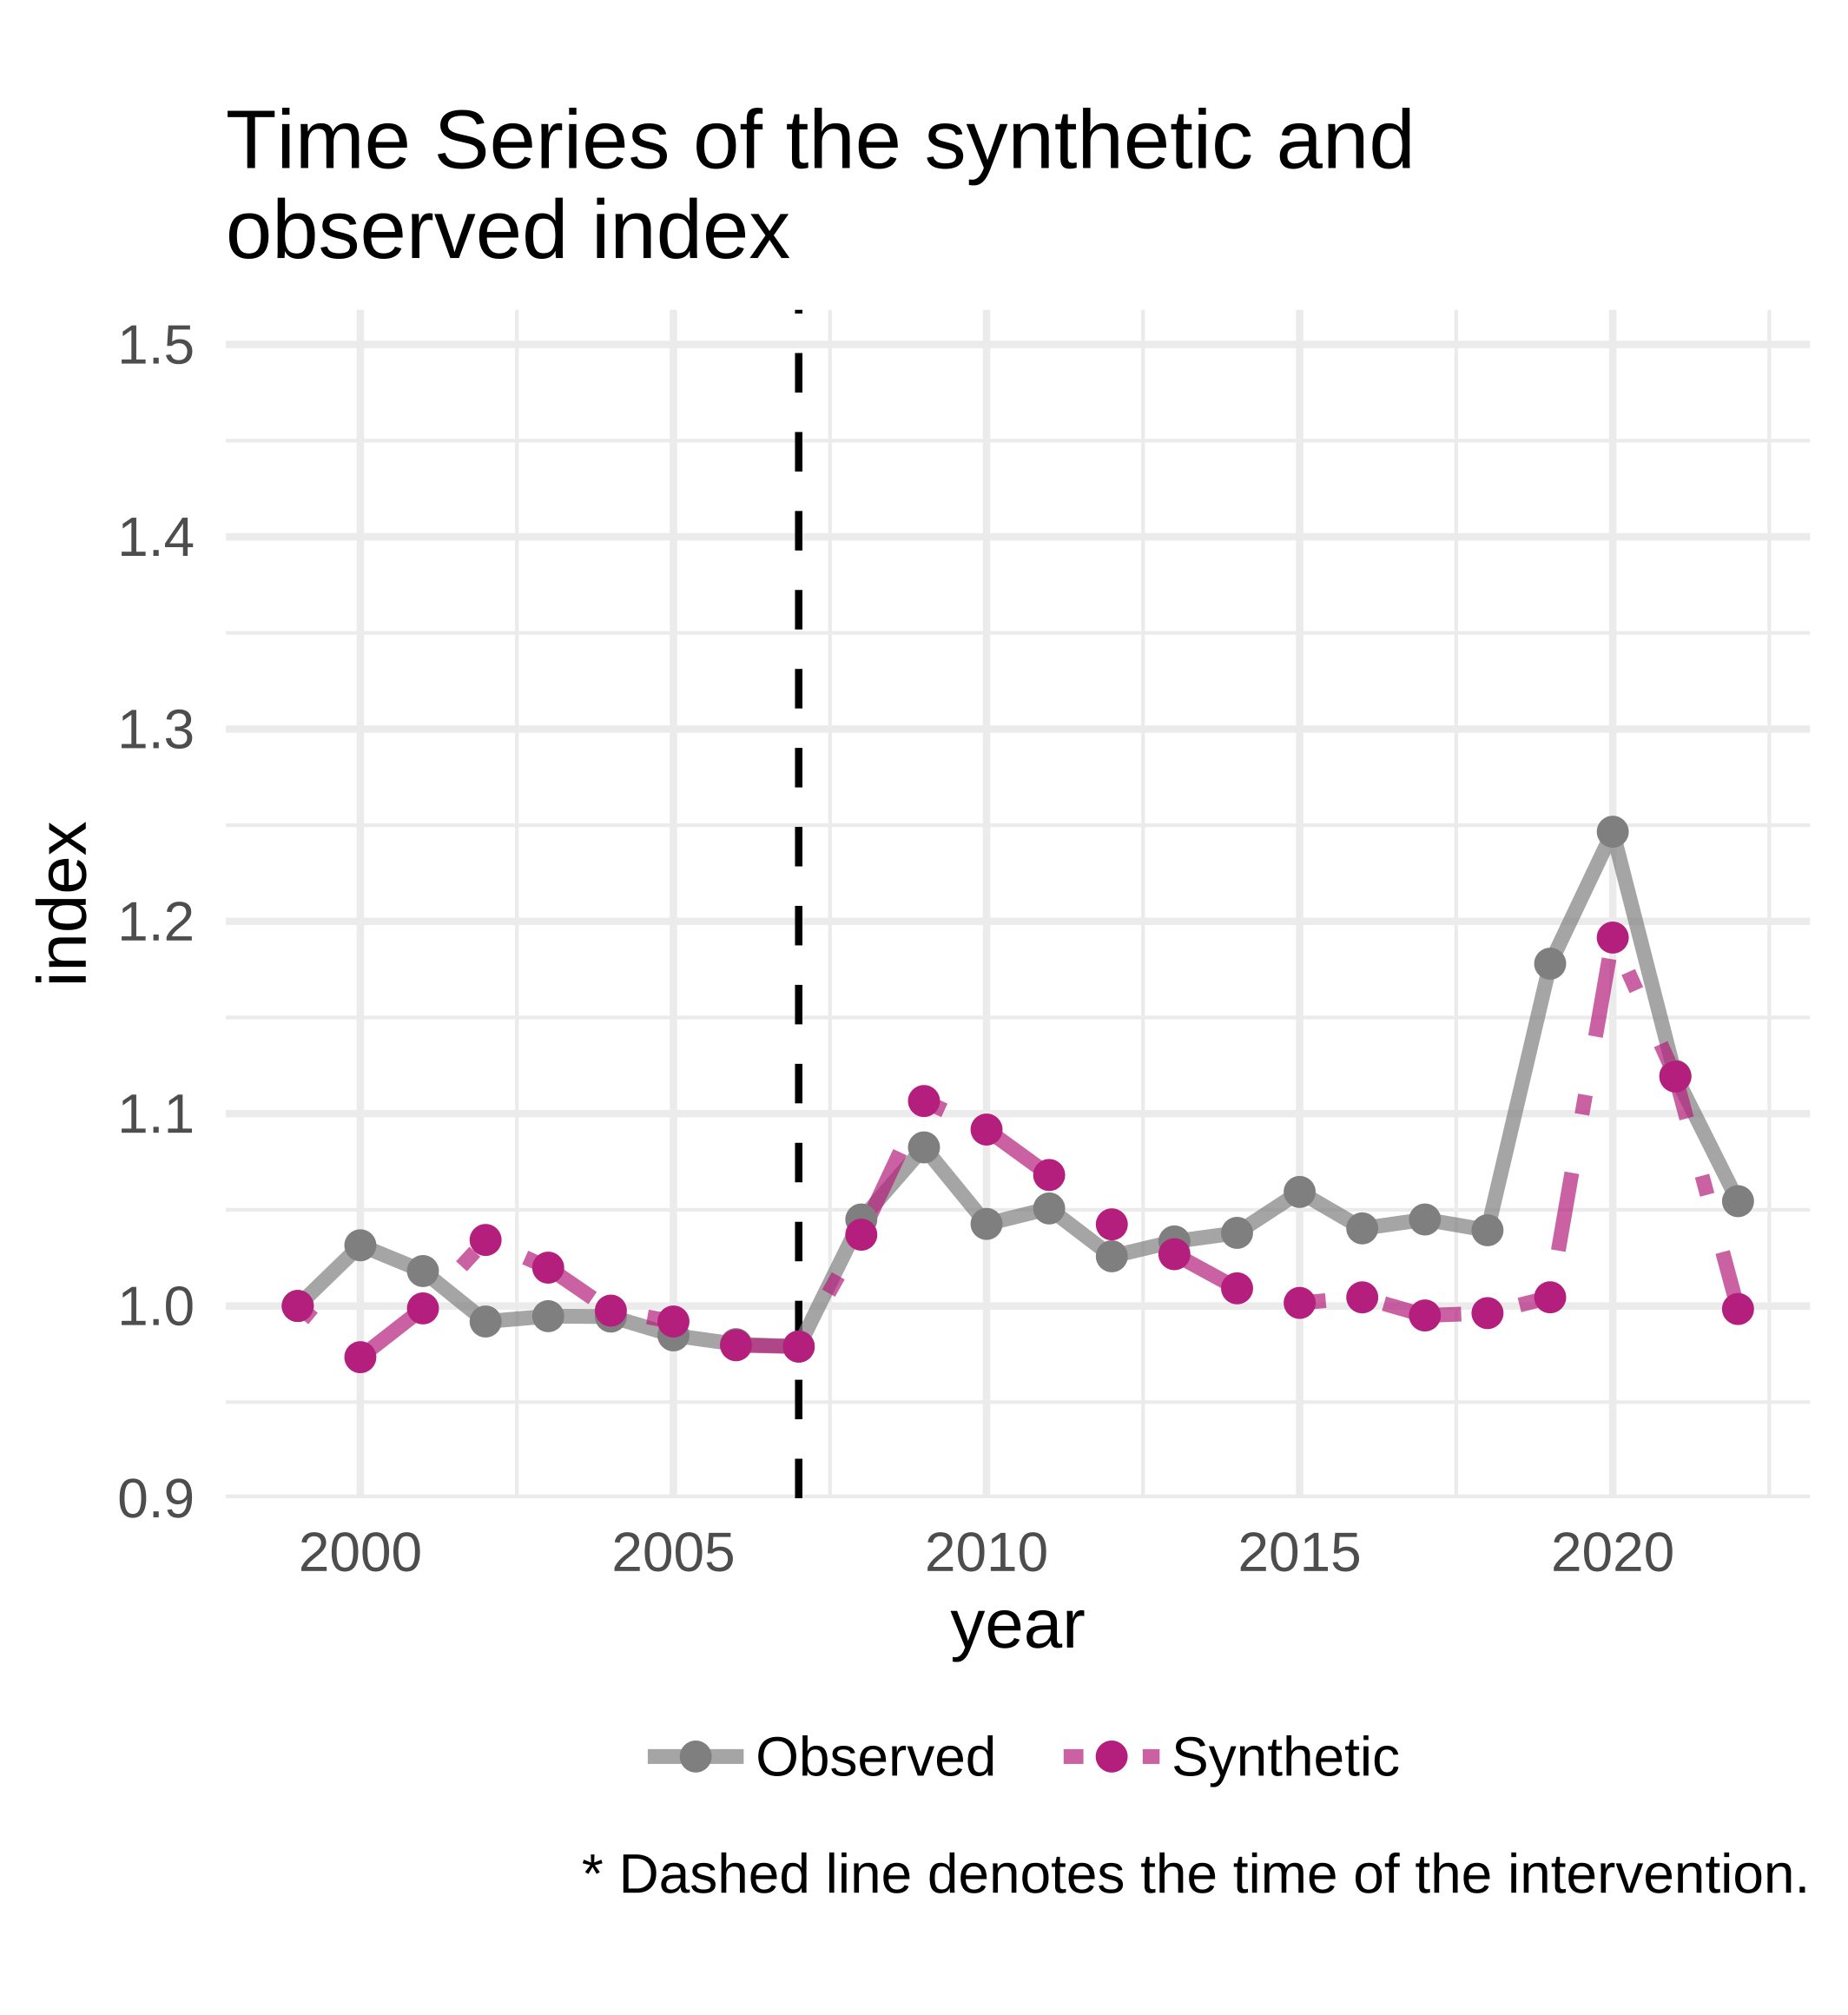 Time Series of the synthetic and
observed index
1.5
1.4
1.3
1.2
1.1
1.0
0.9
index
2000 2005 2010 2015 2020
year
Observed Synthetic
* Dashed line denotes the time of the intervention.